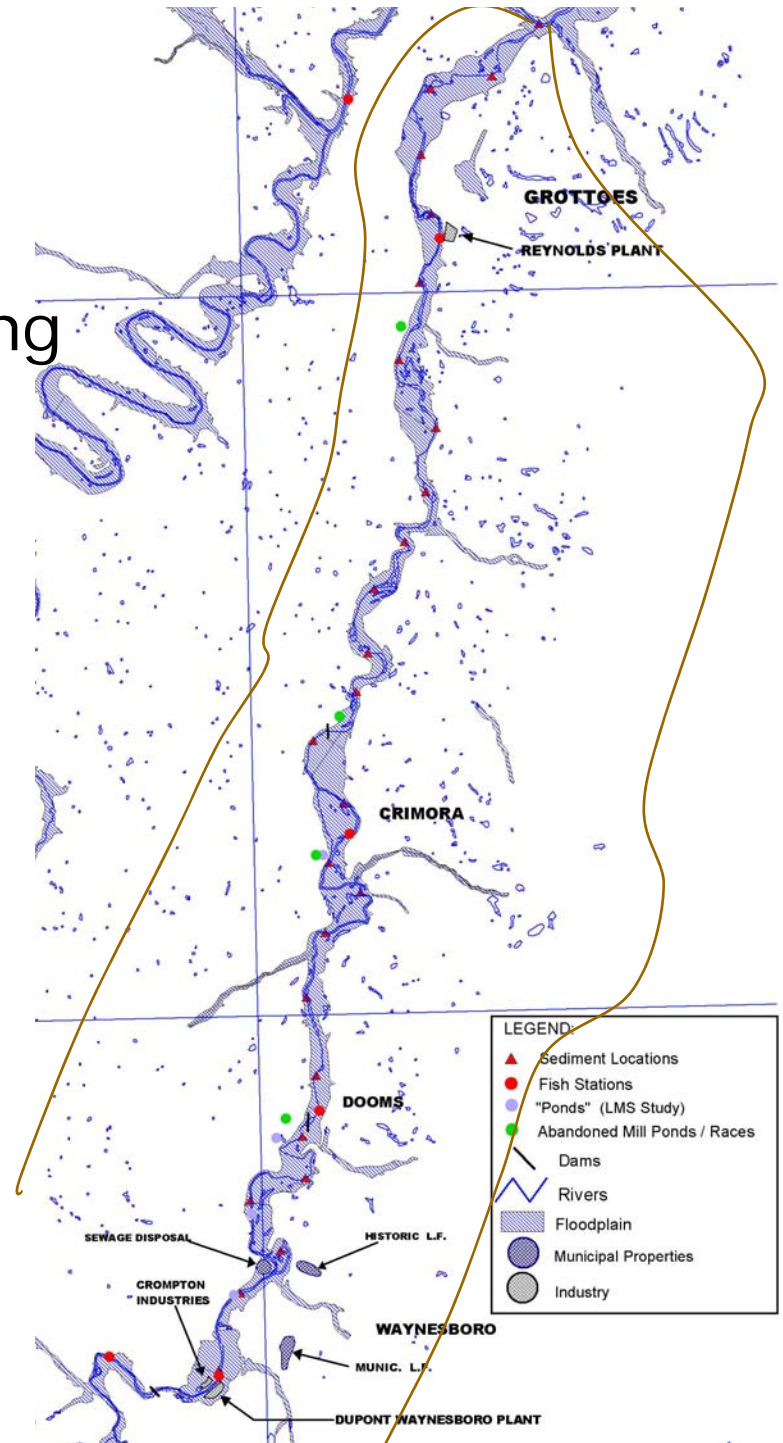 GROTTOES
REYNOLDS PLANT
ng
CRIMORA
LEGEND:
Sediment Locations
Fish Stations
"Ponds" (LMS Study)
Abandoned Mill Ponds / Races
Dams
Rivers
Floodplain
Municipal Properties
Industry
DOOMS
SEWAGE DISPOSAL
HISTORIC L.F.
CROMPTON
INDUSTRIES
WAYNESBORO
MUNIC. L.F.
DUPONT WAYNESBORO PLANT